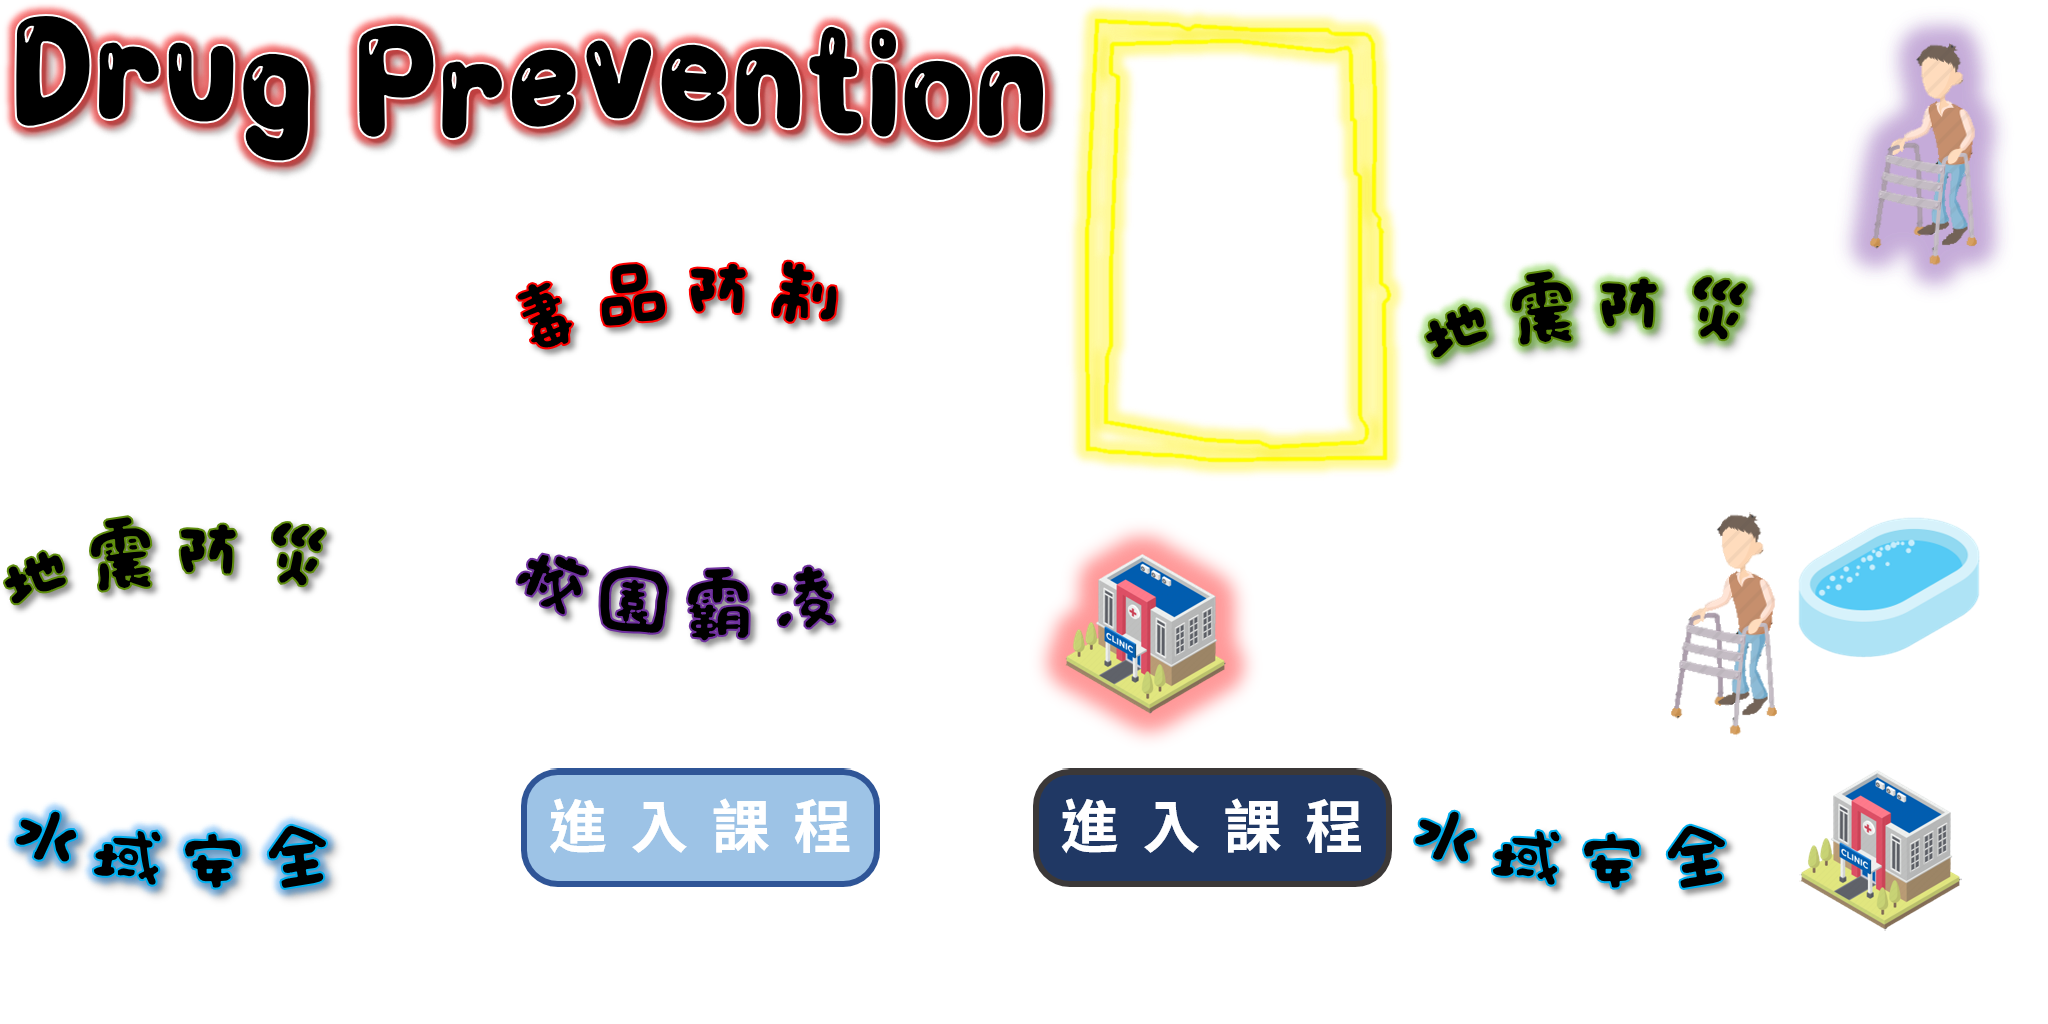 Drug Prevention
毒品防制
地震防災
地震防災
校園霸凌
CLINIC
水域安全
進入課程
進入課程
水域安全
CLINIC